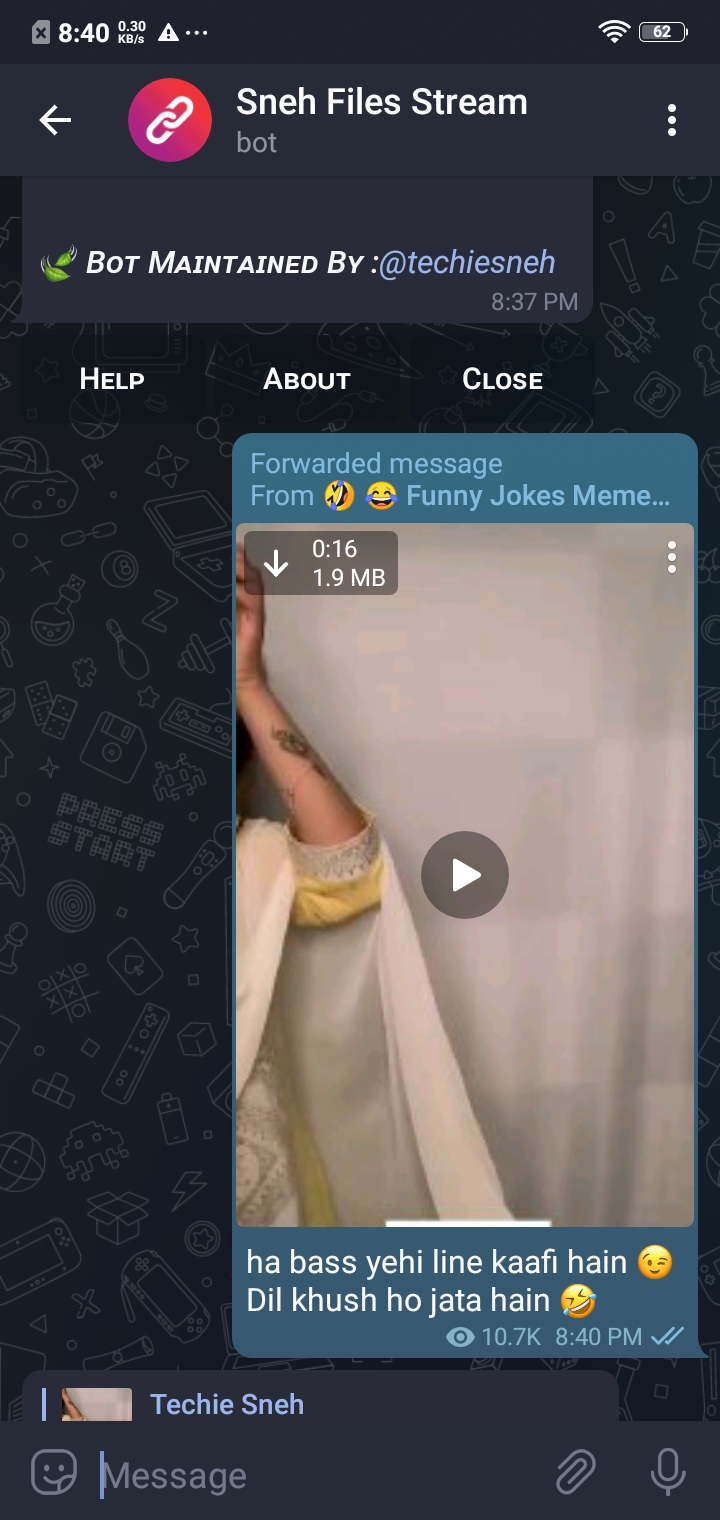 8:40 0.30 KB/s 62
Sneh Files Stream
bot
🍃 Bot Maintained By :@techiesneh
8:37 PM
Help About Close
Forwarded message
From 🤣 😂 Funny Jokes Meme...
0:16
1.9 MB
PRESS
START
ha bass yehi line kaafi hain 😉
Dil khush ho jata hain 🤣
10.7K 8:40 PM
Techie Sneh
Message